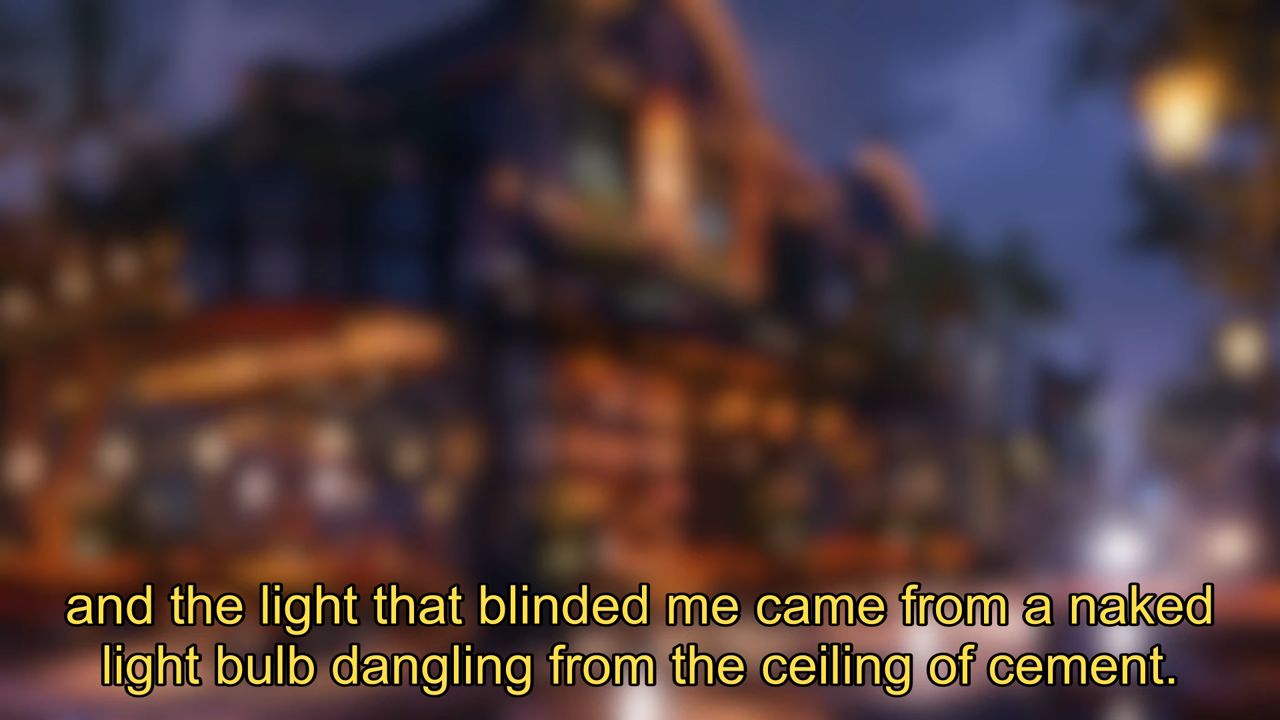 and the light that blinded me came from a naked
light bulb dangling from the ceiling of cement.